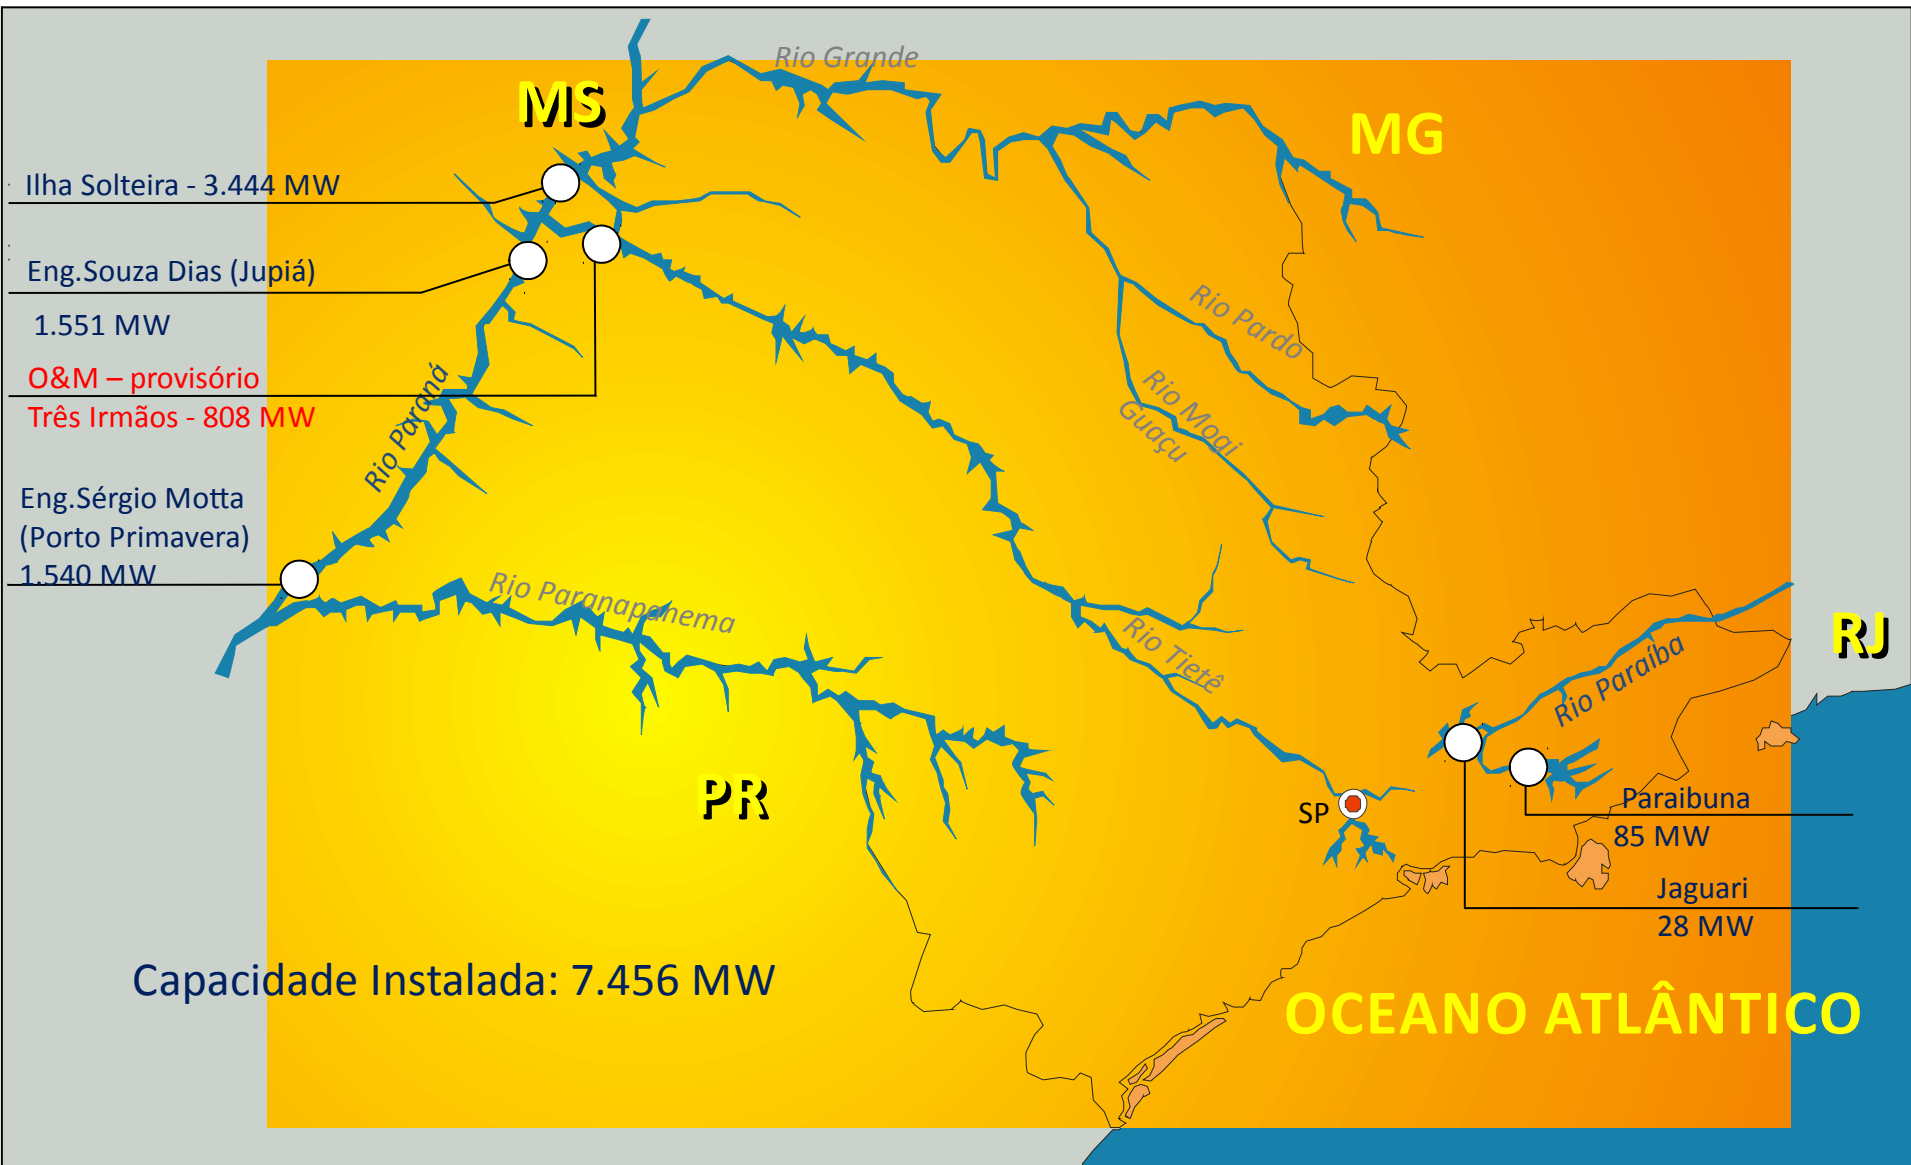 Rio Grande
MS
MG
Ilha Solteira - 3.444 MW
Eng.Souza Dias (Jupiá)
1.551 MW
O&M – provisório
Três Irmãos - 808 MW
Rio Paraná
Rio Pardo
Rio Mogi
Guaçu
Eng.Sérgio Motta
(Porto Primavera)
1.540 MW
Rio Paranapanema
Rio Tietê
Rio Paraíba
RJ
PR
SP
Paraibuna
85 MW
Jaguari
28 MW
Capacidade Instalada: 7.456 MW
OCEANO ATLÂNTICO